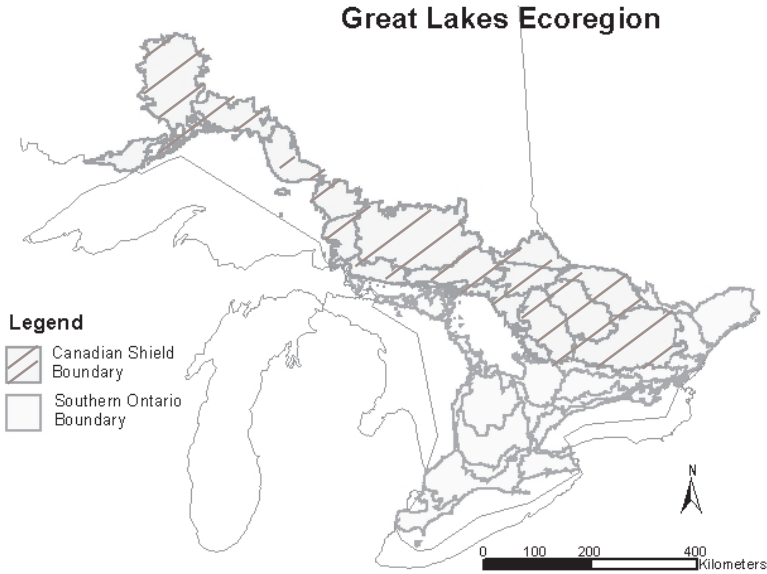 Great Lakes Ecoregion
Legend
Canadian Shield
Boundary
Southern Ontario
Boundary
N
0 100 200 400
Kilometers